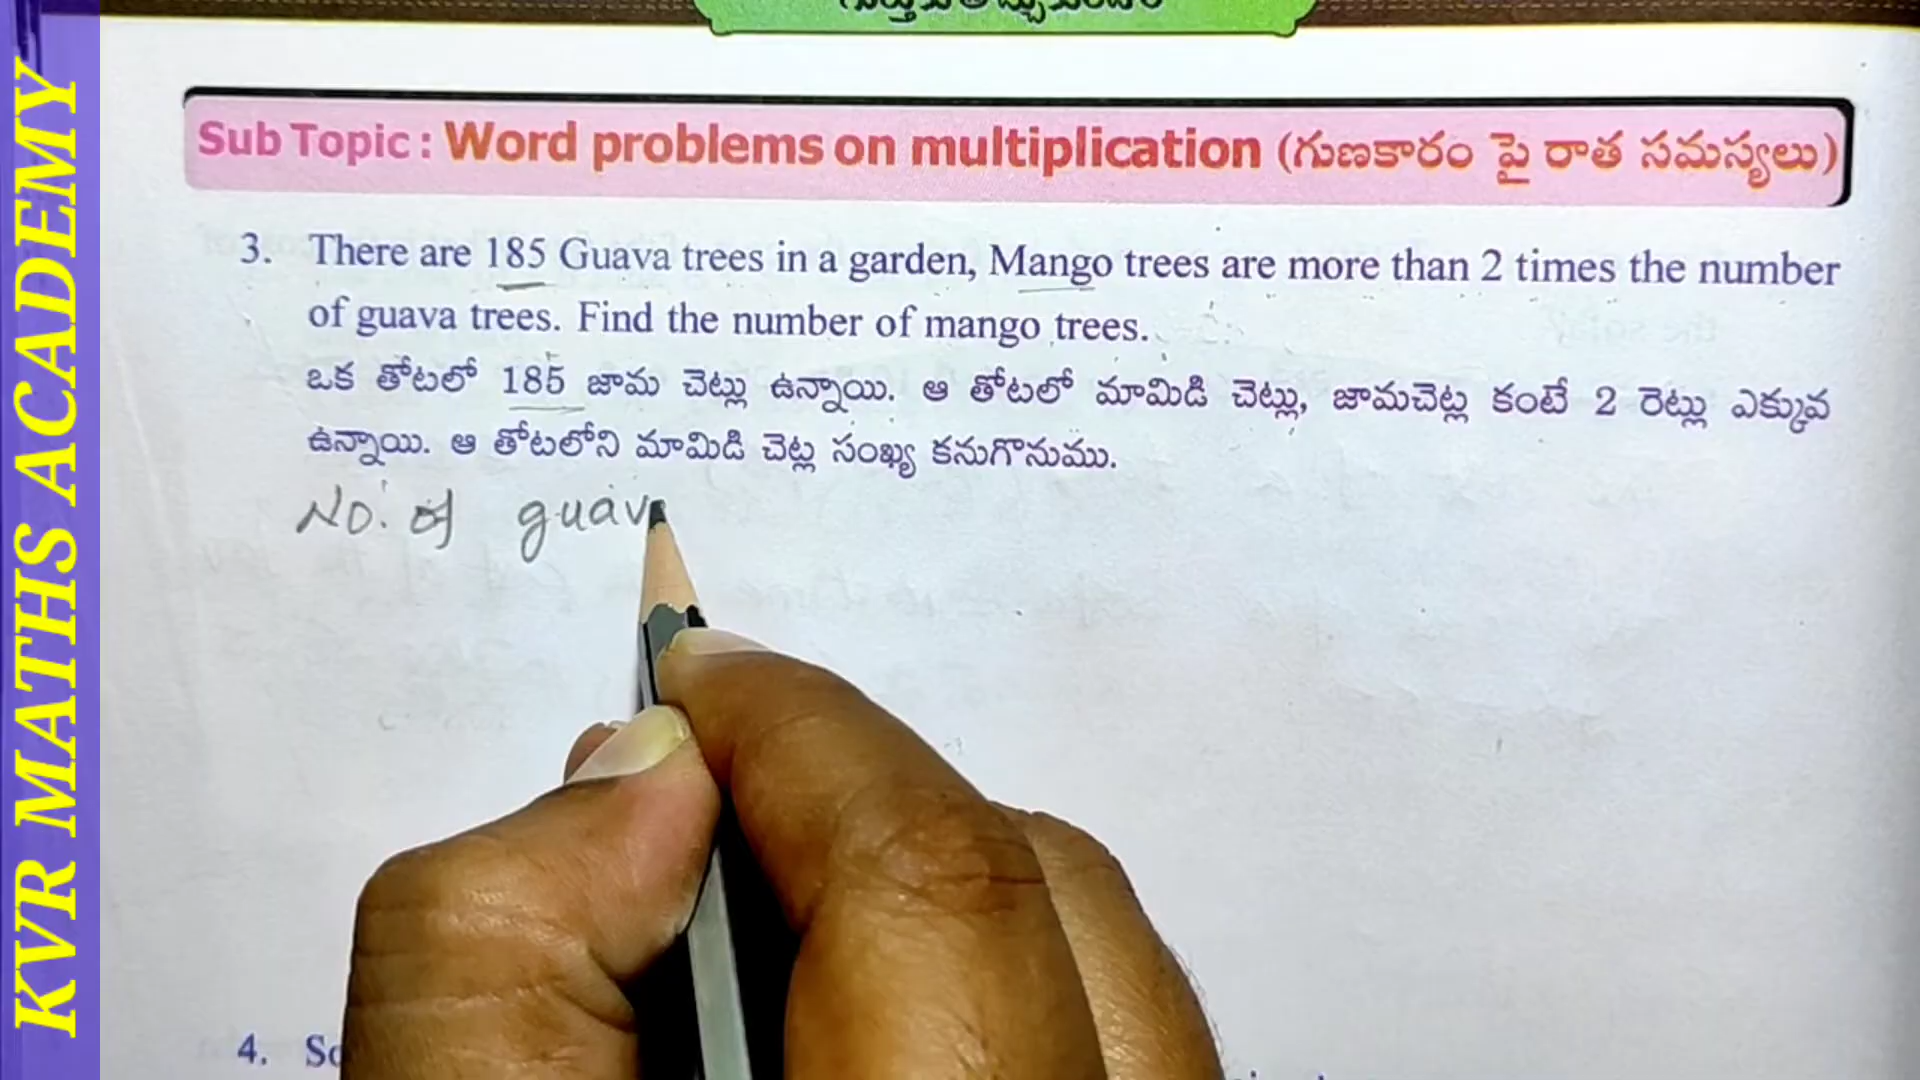 KVR MATHS ACADEMY
Sub Topic : Word problems on multiplication (గుణకారం పై రాత సమస్యలు)
3. There are 185 Guava trees in a garden, Mango trees are more than 2 times the number
of guava trees. Find the number of mango trees.
ఒక తోటలో 185 జామ చెట్లు ఉన్నాయి. ఆ తోటలో మామిడి చెట్లు, జామచెట్ల కంటే 2 రెట్లు ఎక్కువ
ఉన్నాయి. ఆ తోటలోని మామిడి చెట్ల సంఖ్య కనుగొనుము.
No. of guav
4.